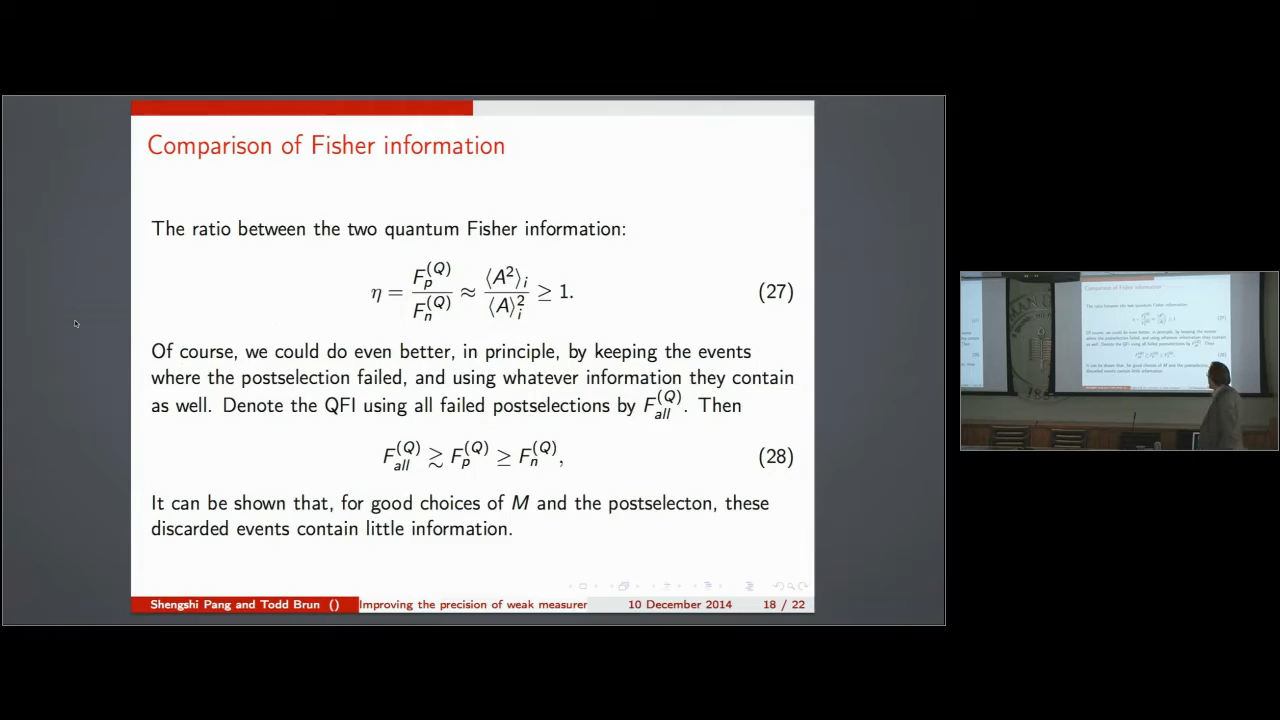 Comparison of Fisher information
The ratio between the two quantum Fisher information:
η = F_p^(Q) / F_n^(Q) ≈ ⟨A²⟩_i / ⟨A⟩_i² ≥ 1. (27)
Of course, we could do even better, in principle, by keeping the events
where the postselection failed, and using whatever information they contain
as well. Denote the QFI using all failed postselections by F_all^(Q). Then
F_all^(Q) ≳ F_p^(Q) ≥ F_n^(Q), (28)
It can be shown that, for good choices of M and the postselecton, these
discarded events contain little information.
Shengshi Pang and Todd Brun () Improving the precision of weak measurer 10 December 2014 18 / 22